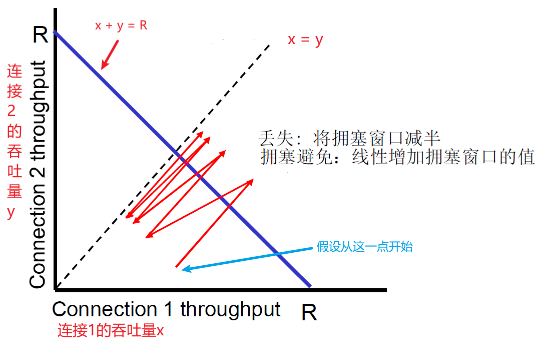 x + y = R
R
x = y
连接2的吞吐量y
Connection 2 throughput
丢失: 将拥塞窗口减半
拥塞避免: 线性增加拥塞窗口的值
假设从这一点开始
Connection 1 throughput
R
连接1的吞吐量x